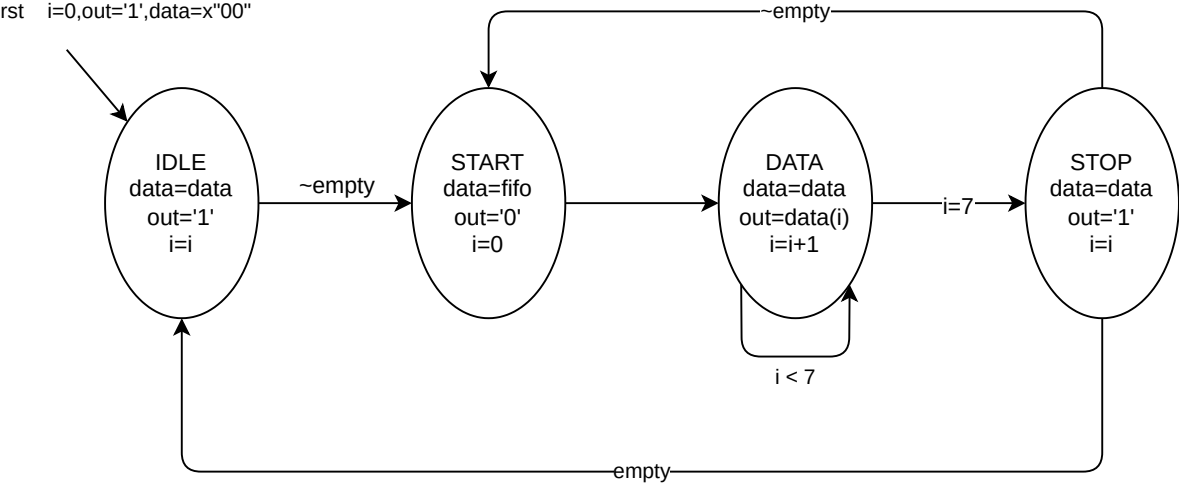 rst i=0,out='1',data=x"00"
~empty
IDLE
data=data
out='1'
i=i
~empty
START
data=fifo
out='0'
i=0
DATA
data=data
out=data(i)
i=i+1
i=7
STOP
data=data
out='1'
i=i
i < 7
empty